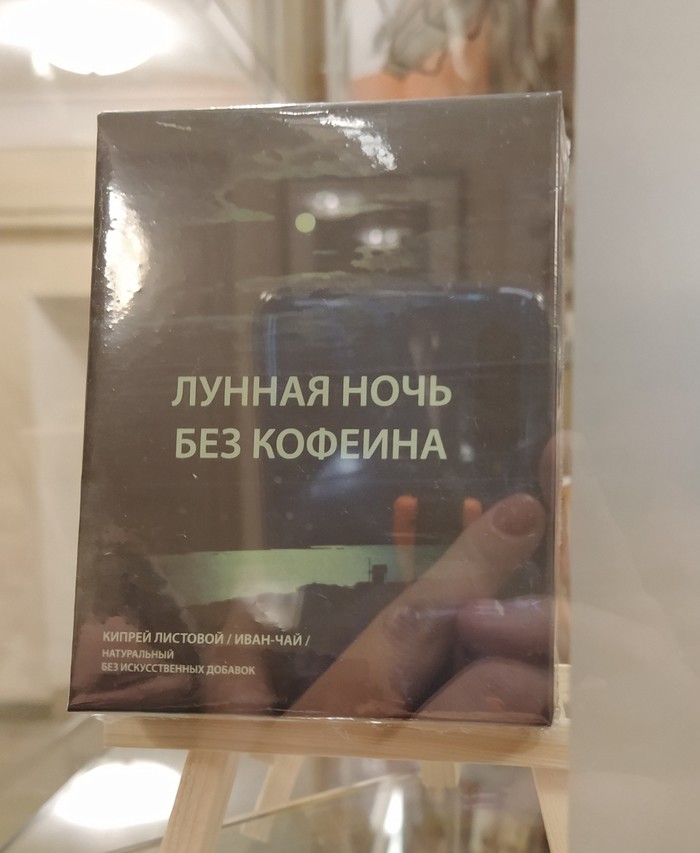 ЛУННАЯ НОЧЬ
БЕЗ КОФЕИНА
КИПРЕЙ ЛИСТОВОЙ / ИВАН-ЧАЙ /
НАТУРАЛЬНЫЙ
БЕЗ ИСКУССТВЕННЫХ ДОБАВОК